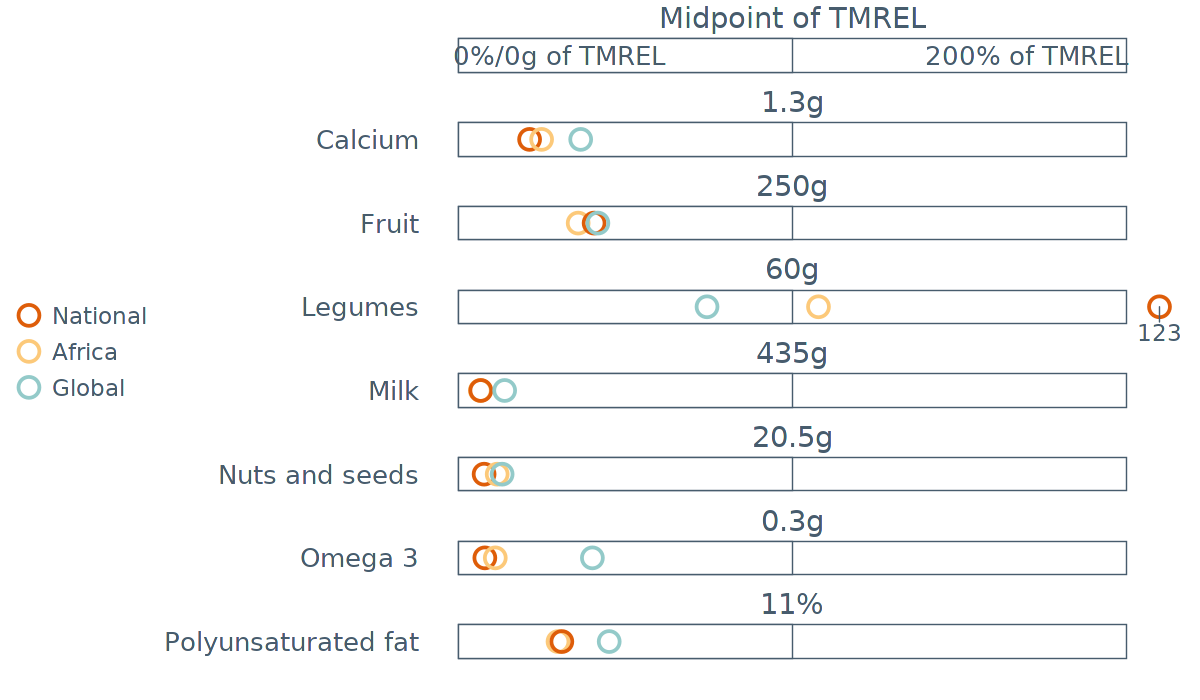 Midpoint of TMREL
0%/0g of TMREL
200% of TMREL
1.3g
Calcium
250g
Fruit
60g
Legumes
123
435g
Milk
20.5g
Nuts and seeds
0.3g
Omega 3
11%
Polyunsaturated fat
National
Africa
Global